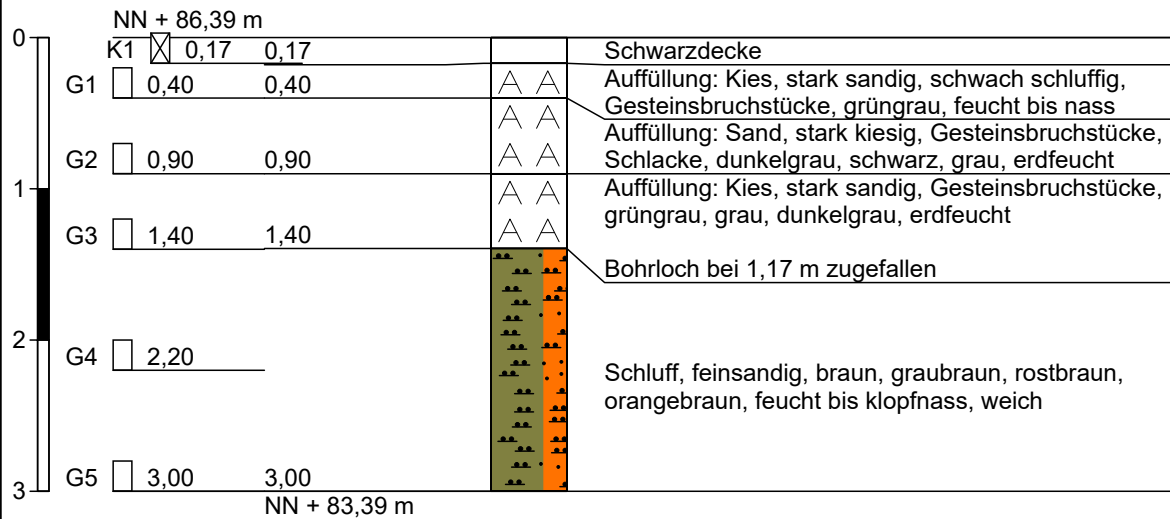 NN + 86,39 m
0
K1 0,17 0,17 Schwarzdecke
G1 0,40 0,40 Auffüllung: Kies, stark sandig, schwach schluffig,
Gesteinsbruchstücke, grüngrau, feucht bis nass
A A
Auffüllung: Sand, stark kiesig, Gesteinsbruchstücke,
A A
G2 0,90 0,90 Schlacke, dunkelgrau, schwarz, grau, erdfeucht
A A
1
Auffüllung: Kies, stark sandig, Gesteinsbruchstücke,
A A
grüngrau, grau, dunkelgrau, erdfeucht
G3 1,40 1,40
A A
Bohrloch bei 1,17 m zugefallen
2
G4 2,20
Schluff, feinsandig, braun, graubraun, rostbraun,
orangebraun, feucht bis klopfnass, weich
G5 3,00 3,00
3
NN + 83,39 m